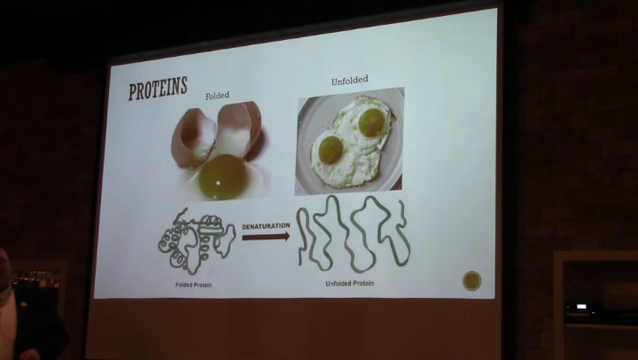 PROTEINS
Folded
Unfolded
DENATURATION
Folded Protein
Unfolded Protein